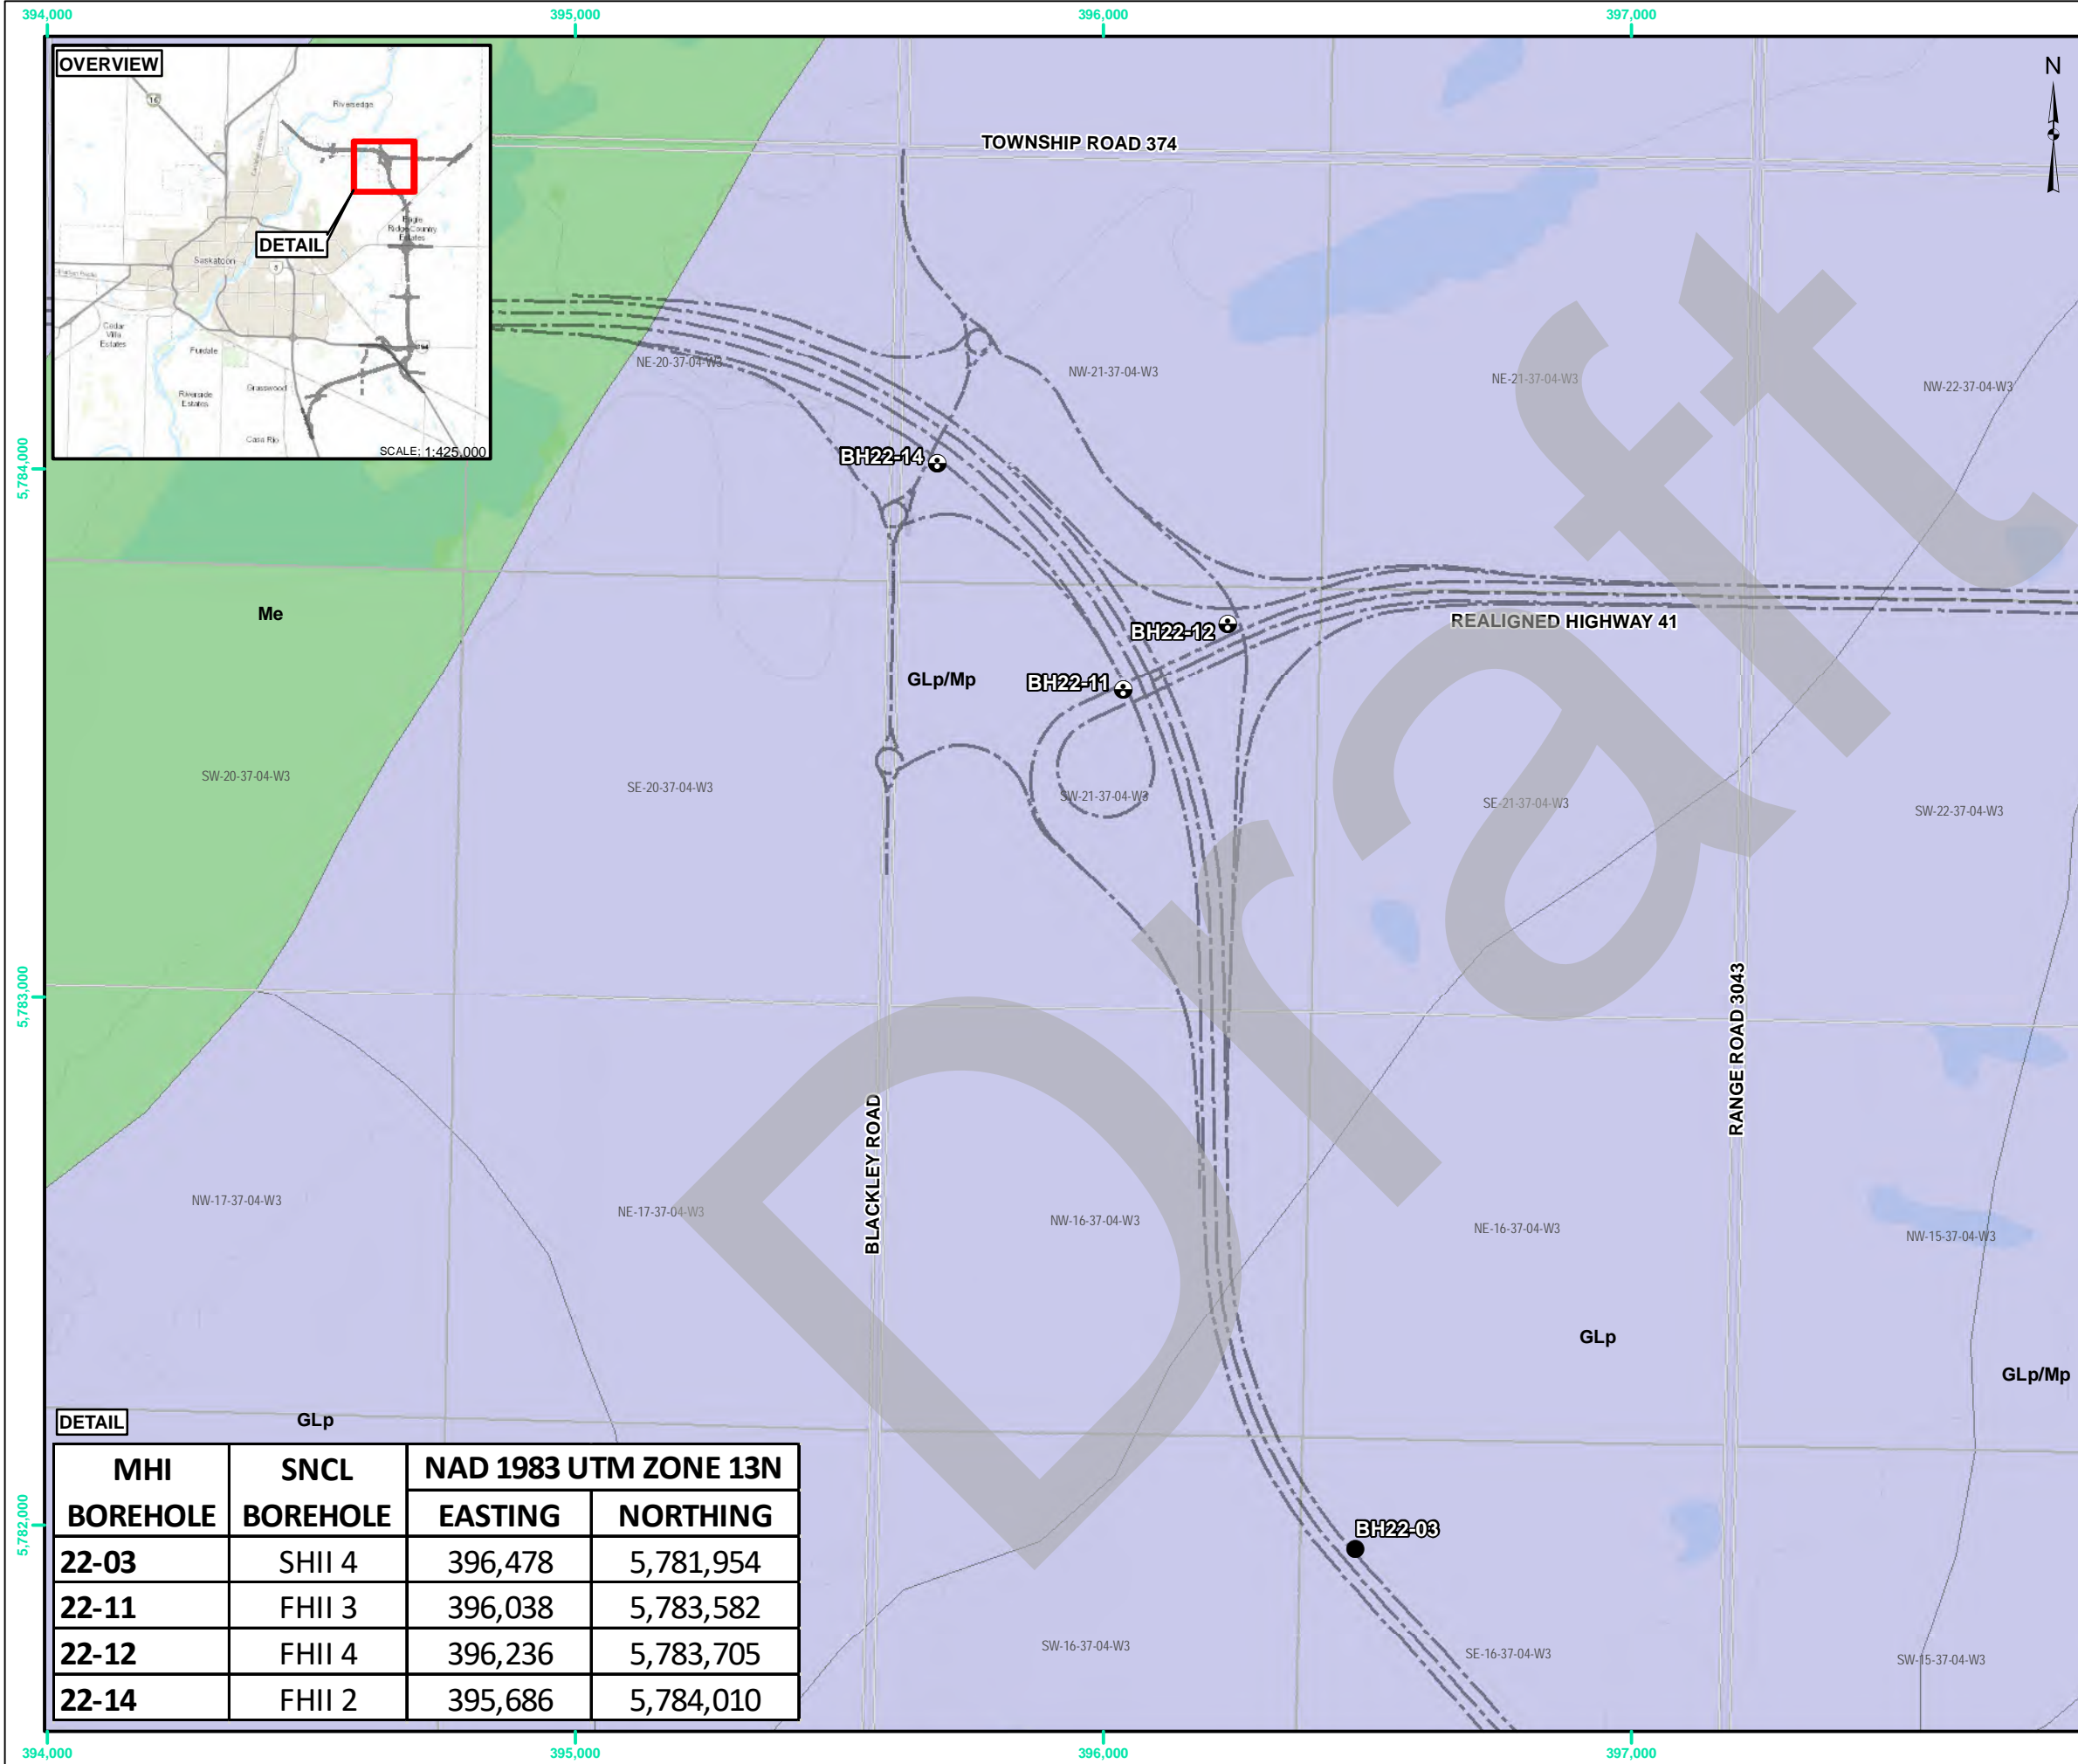 394,000
395,000
396,000
397,000
OVERVIEW
16
Riversedge
Eagle
Ridge Country
Estates
DETAIL
Saskatoon
Cedar
Villa
Estates
Furdale
Grasswood
Riverside
Estates
Casa Rio
SCALE: 1:425,000
N
TOWNSHIP ROAD 374
NE-20-37-04-W3
NW-21-37-04-W3
NE-21-37-04-W3
NW-22-37-04-W3
5,784,000
BH22-14
Me
BH22-12
REALIGNED HIGHWAY 41
GLp/Mp
BH22-11
SW-20-37-04-W3
SE-20-37-04-W3
SW-21-37-04-W3
SE-21-37-04-W3
SW-22-37-04-W3
Draft
5,783,000
RANGE ROAD 3043
BLACKLEY ROAD
NW-17-37-04-W3
NE-17-37-04-W3
NW-16-37-04-W3
NE-16-37-04-W3
NW-15-37-04-W3
GLp
GLp/Mp
DETAIL
GLp
5,782,000
BH22-03
SW-16-37-04-W3
SE-16-37-04-W3
SW-15-37-04-W3
MHI BOREHOLE SNCL BOREHOLE NAD 1983 UTM ZONE 13N
EASTING NORTHING
22-03 SHII 4 396,478 5,781,954
22-11 FHII 3 396,038 5,783,582
22-12 FHII 4 396,236 5,783,705
22-14 FHII 2 395,686 5,784,010
394,000
395,000
396,000
397,000